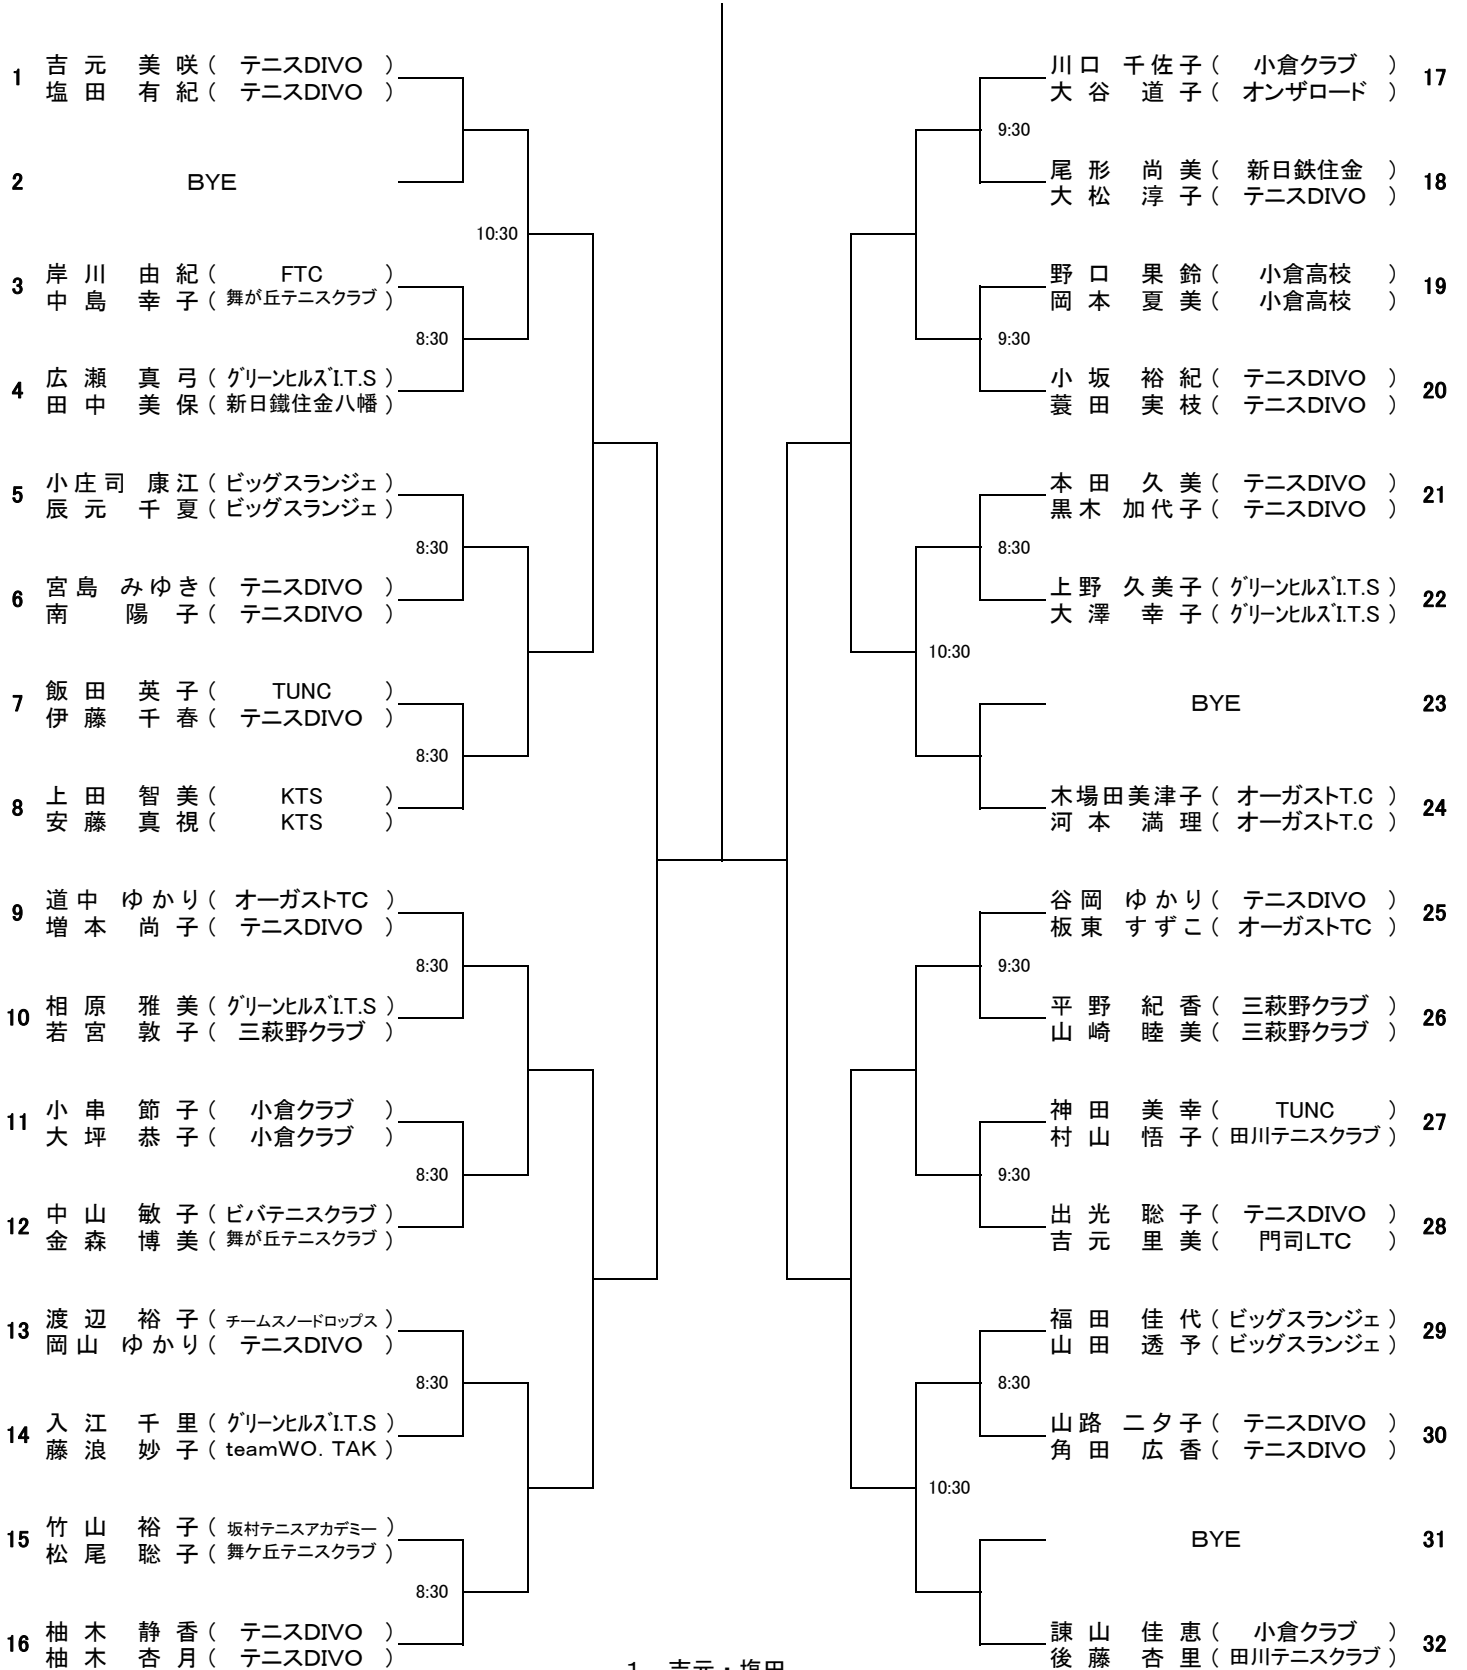 1 吉元 美咲 ( テニスDIVO )
塩田 有紀 ( テニスDIVO )
2 BYE
10:30
3 岸川 由紀 ( FTC )
中島 幸子 ( 舞が丘テニスクラブ )
8:30
4 広瀬 真弓 ( グリーンヒルズI.T.S )
田中 美保 ( 新日鐵住金八幡 )
5 小庄司 康江 ( ビッグスランジェ )
辰元 千夏 ( ビッグスランジェ )
8:30
6 宮島 みゆき ( テニスDIVO )
南 陽子 ( テニスDIVO )
7 飯田 英子 ( TUNC )
伊藤 千春 ( テニスDIVO )
8:30
8 上田 智美 ( KTS )
安藤 真視 ( KTS )
9 道中 ゆかり ( オーガストTC )
増本 尚子 ( テニスDIVO )
8:30
10 相原 雅美 ( グリーンヒルズI.T.S )
若宮 敦子 ( 三萩野クラブ )
11 小串 節子 ( 小倉クラブ )
大坪 恭子 ( 小倉クラブ )
8:30
12 中山 敏子 ( ビバテニスクラブ )
金森 博美 ( 舞が丘テニスクラブ )
13 渡辺 裕子 ( チームスノードロップス )
岡山 ゆかり ( テニスDIVO )
8:30
14 入江 千里 ( グリーンヒルズI.T.S )
藤浪 妙子 ( teamWO. TAK )
15 竹山 裕子 ( 坂村テニスアカデミー )
松尾 聡子 ( 舞ケ丘テニスクラブ )
8:30
16 柚木 静香 ( テニスDIVO )
柚木 杏月 ( テニスDIVO )
川口 千佐子 ( 小倉クラブ ) 17
大谷 道子 ( オンザロード )
9:30
尾形 尚美 ( 新日鉄住金 ) 18
大松 淳子 ( テニスDIVO )
野口 果鈴 ( 小倉高校 ) 19
岡本 夏美 ( 小倉高校 )
9:30
小坂 裕紀 ( テニスDIVO ) 20
蓑田 実枝 ( テニスDIVO )
本田 久美 ( テニスDIVO ) 21
黒木 加代子 ( テニスDIVO )
8:30
上野 久美子 ( グリーンヒルズI.T.S ) 22
大澤 幸子 ( グリーンヒルズI.T.S )
10:30
BYE 23
木場田美津子 ( オーガストT.C ) 24
河本 満理 ( オーガストT.C )
谷岡 ゆかり ( テニスDIVO ) 25
板東 すずこ ( オーガストTC )
9:30
平野 紀香 ( 三萩野クラブ ) 26
山崎 睦美 ( 三萩野クラブ )
神田 美幸 ( TUNC ) 27
村山 悟子 ( 田川テニスクラブ )
9:30
出光 聡子 ( テニスDIVO ) 28
吉元 里美 ( 門司LTC )
福田 佳代 ( ビッグスランジェ ) 29
山田 透予 ( ビッグスランジェ )
8:30
山路 二夕子 ( テニスDIVO ) 30
角田 広香 ( テニスDIVO )
10:30
BYE 31
諌山 佳恵 ( 小倉クラブ ) 32
後藤 杏里 ( 田川テニスクラブ )
1 吉元・塩田